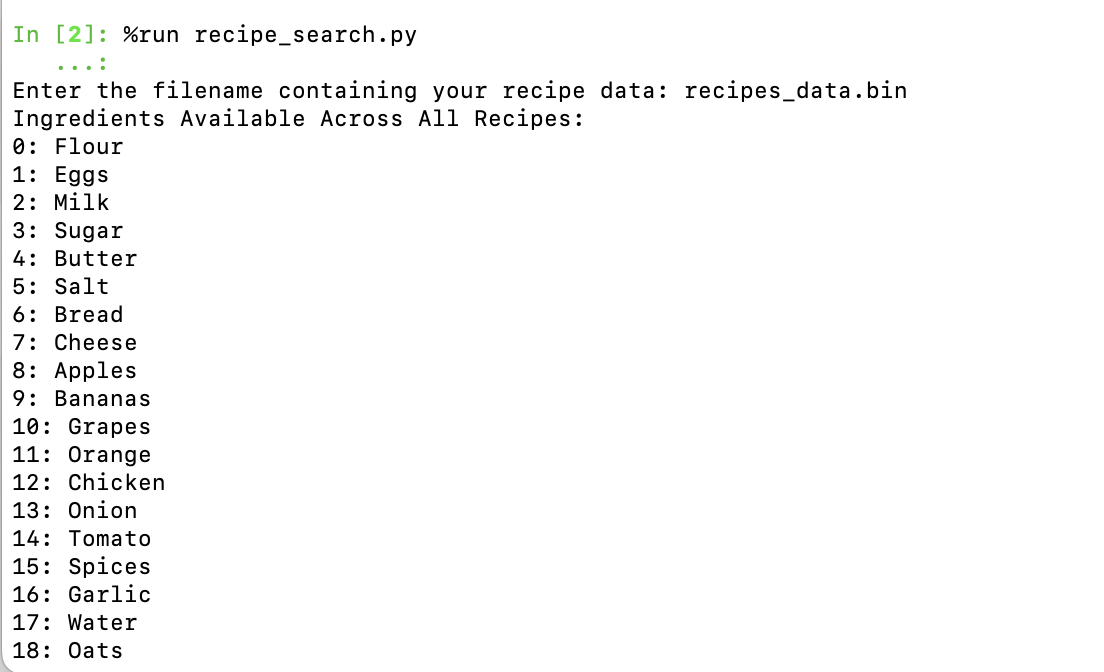 In [2]: %run recipe_search.py
...:
Enter the filename containing your recipe data: recipes_data.bin
Ingredients Available Across All Recipes:
0: Flour
1: Eggs
2: Milk
3: Sugar
4: Butter
5: Salt
6: Bread
7: Cheese
8: Apples
9: Bananas
10: Grapes
11: Orange
12: Chicken
13: Onion
14: Tomato
15: Spices
16: Garlic
17: Water
18: Oats